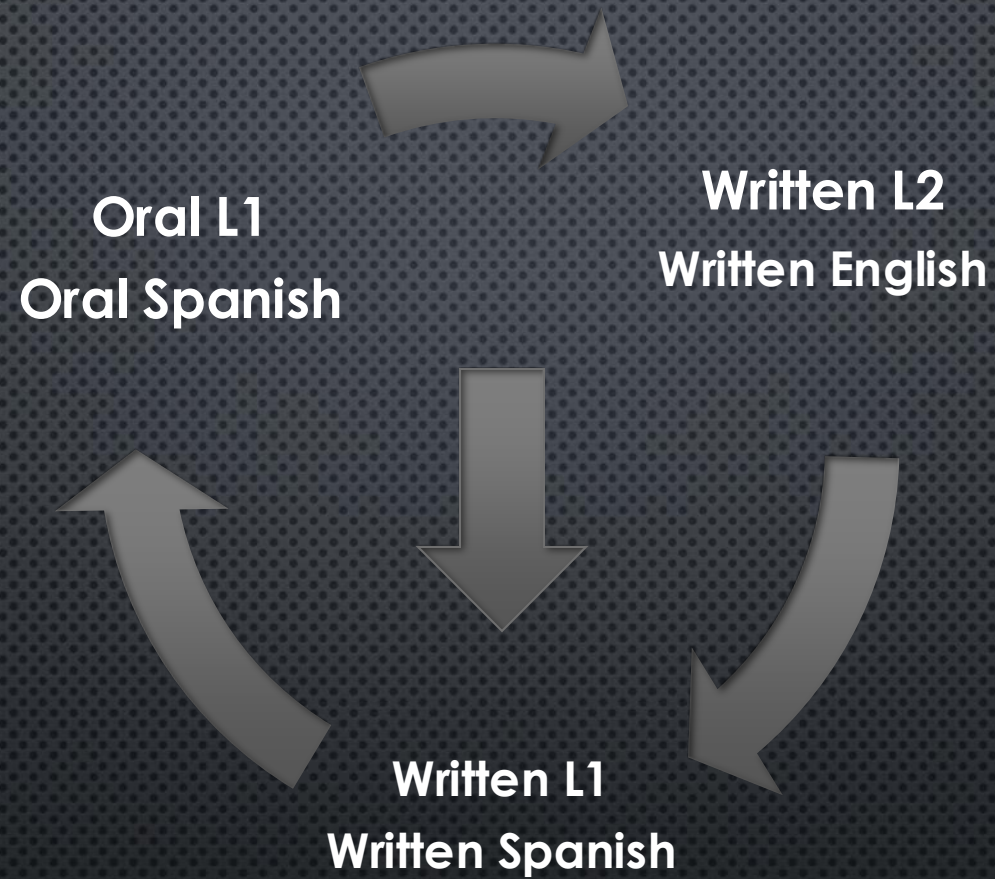 Oral L1
Oral Spanish
Written L2
Written English
Written L1
Written Spanish